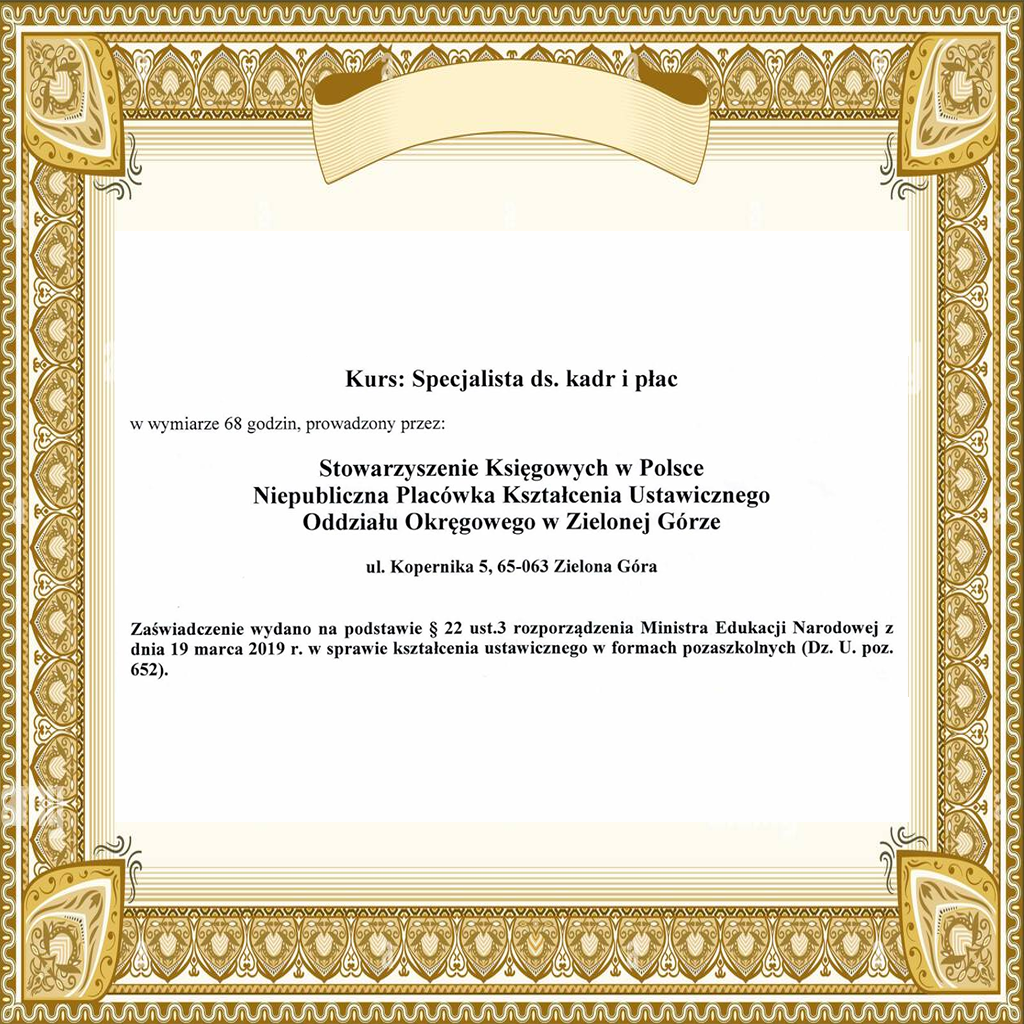 Kurs: Specjalista ds. kadr i płac
w wymiarze 68 godzin, prowadzony przez:
Stowarzyszenie Księgowych w Polsce
Niepubliczna Placówka Kształcenia Ustawicznego
Oddziału Okręgowego w Zielonej Górze
ul. Kopernika 5, 65-063 Zielona Góra
Zaświadczenie wydano na podstawie § 22 ust.3 rozporządzenia Ministra Edukacji Narodowej z
dnia 19 marca 2019 r. w sprawie kształcenia ustawicznego w formach pozaszkolnych (Dz. U. poz.
652).